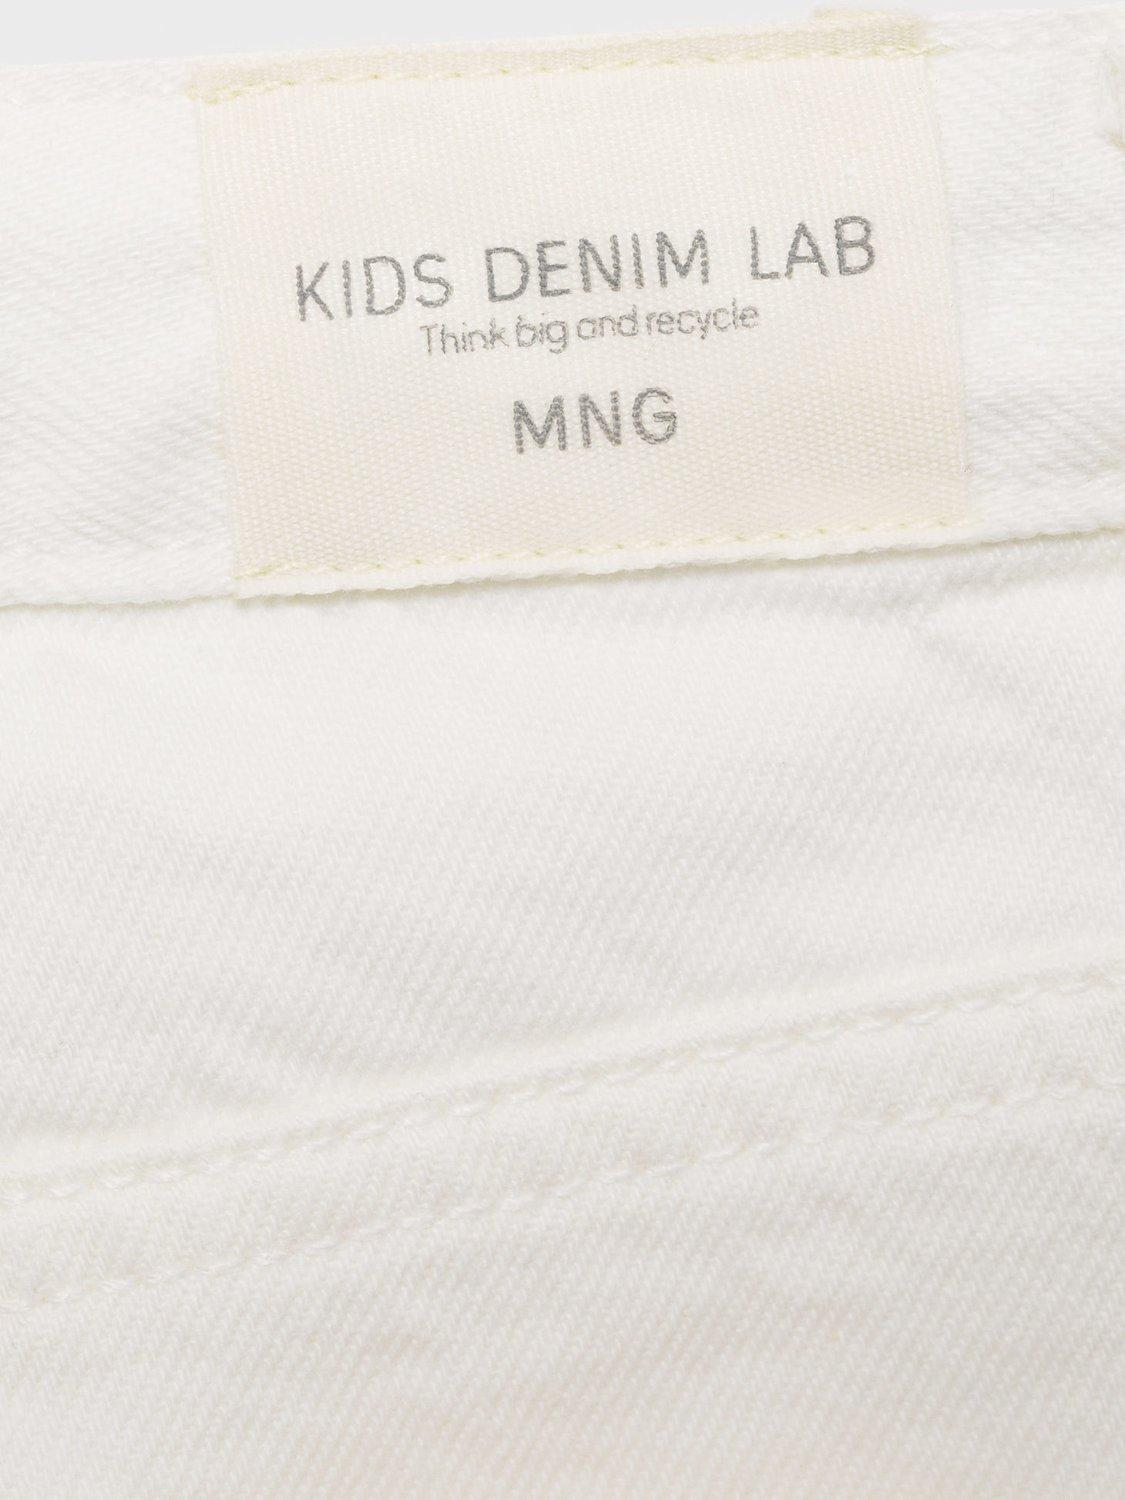 KIDS DENIM LAB
Think big and recycle
MNG